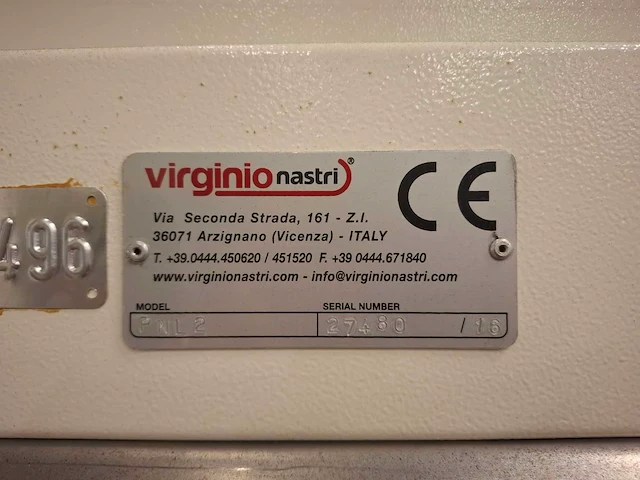 virginio nastri®
CE
Via Seconda Strada, 161 - Z.I.
36071 Arzignano (Vicenza) - ITALY
T. +39.0444.450620 / 451520 F. +39 0444.671840
www.virginionastri.com - info@virginionastri.com
MODEL SERIAL NUMBER
27480 /16
496